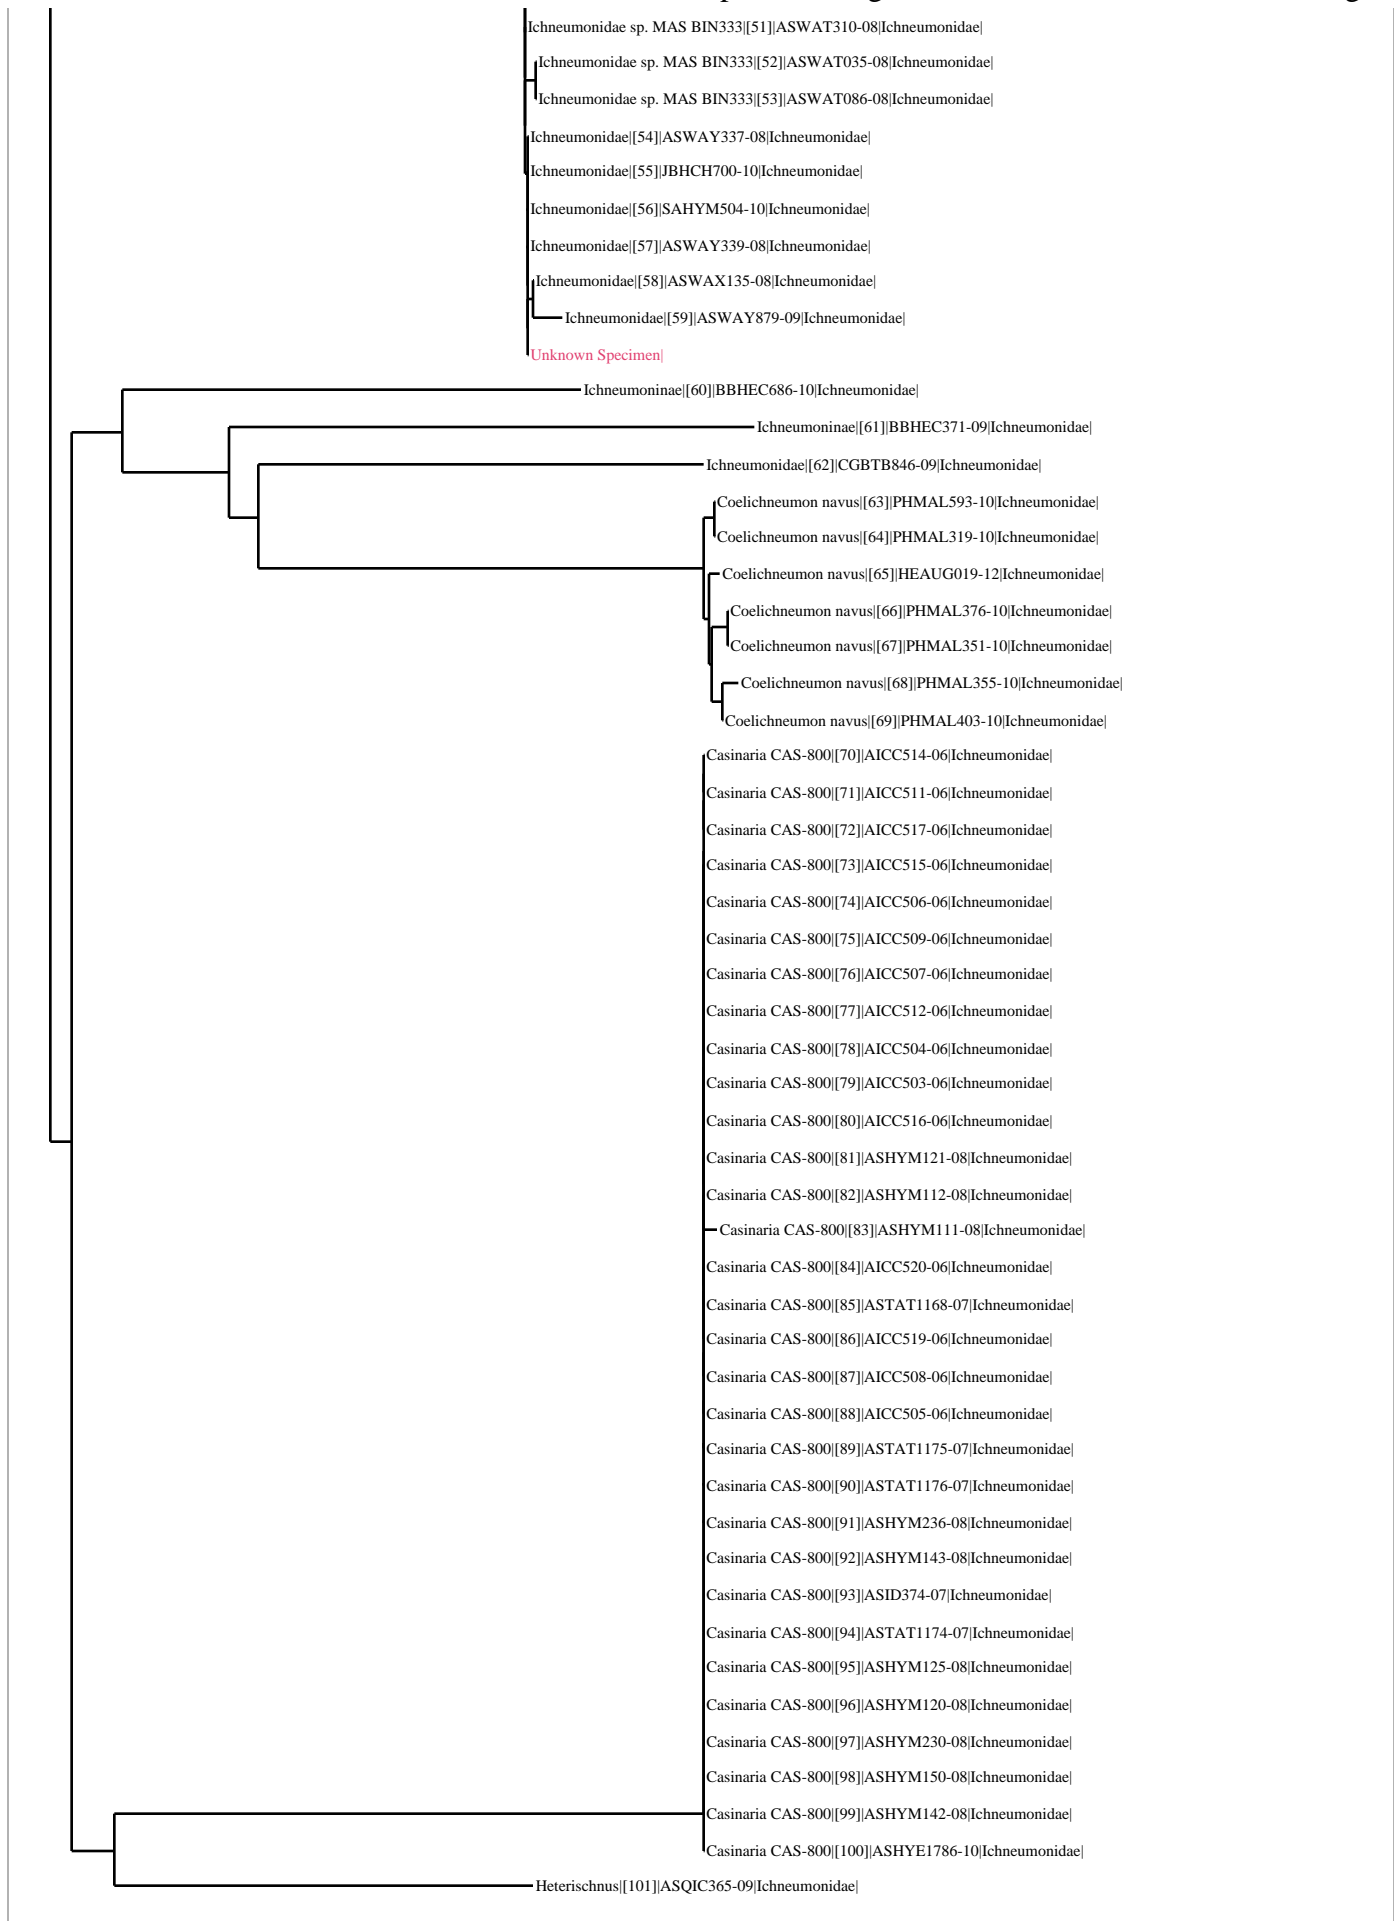 Ichneumonidae sp. MAS BIN333|[51]|ASWAT310-08|Ichneumonidae|
Ichneumonidae sp. MAS BIN333|[52]|ASWAT035-08|Ichneumonidae|
Ichneumonidae sp. MAS BIN333|[53]|ASWAT086-08|Ichneumonidae|
Ichneumonidae|[54]|ASWAY337-08|Ichneumonidae|
Ichneumonidae|[55]|JBHCH700-10|Ichneumonidae|
Ichneumonidae|[56]|SAHYM504-10|Ichneumonidae|
Ichneumonidae|[57]|ASWAY339-08|Ichneumonidae|
Ichneumonidae|[58]|ASWAX135-08|Ichneumonidae|
Ichneumonidae|[59]|ASWAY879-09|Ichneumonidae|
Unknown Specimen|
Ichneumoninae|[60]|BBHEC686-10|Ichneumonidae|
Ichneumoninae|[61]|BBHEC371-09|Ichneumonidae|
Ichneumonidae|[62]|CGBTB846-09|Ichneumonidae|
Coelichneumon navus|[63]|PHMAL593-10|Ichneumonidae|
Coelichneumon navus|[64]|PHMAL319-10|Ichneumonidae|
Coelichneumon navus|[65]|HEAUG019-12|Ichneumonidae|
Coelichneumon navus|[66]|PHMAL376-10|Ichneumonidae|
Coelichneumon navus|[67]|PHMAL351-10|Ichneumonidae|
Coelichneumon navus|[68]|PHMAL355-10|Ichneumonidae|
Coelichneumon navus|[69]|PHMAL403-10|Ichneumonidae|
Casinaria CAS-800|[70]|AICC514-06|Ichneumonidae|
Casinaria CAS-800|[71]|AICC511-06|Ichneumonidae|
Casinaria CAS-800|[72]|AICC517-06|Ichneumonidae|
Casinaria CAS-800|[73]|AICC515-06|Ichneumonidae|
Casinaria CAS-800|[74]|AICC506-06|Ichneumonidae|
Casinaria CAS-800|[75]|AICC509-06|Ichneumonidae|
Casinaria CAS-800|[76]|AICC507-06|Ichneumonidae|
Casinaria CAS-800|[77]|AICC512-06|Ichneumonidae|
Casinaria CAS-800|[78]|AICC504-06|Ichneumonidae|
Casinaria CAS-800|[79]|AICC503-06|Ichneumonidae|
Casinaria CAS-800|[80]|AICC516-06|Ichneumonidae|
Casinaria CAS-800|[81]|ASHYM121-08|Ichneumonidae|
Casinaria CAS-800|[82]|ASHYM112-08|Ichneumonidae|
Casinaria CAS-800|[83]|ASHYM111-08|Ichneumonidae|
Casinaria CAS-800|[84]|AICC520-06|Ichneumonidae|
Casinaria CAS-800|[85]|ASTAT1168-07|Ichneumonidae|
Casinaria CAS-800|[86]|AICC519-06|Ichneumonidae|
Casinaria CAS-800|[87]|AICC508-06|Ichneumonidae|
Casinaria CAS-800|[88]|AICC505-06|Ichneumonidae|
Casinaria CAS-800|[89]|ASTAT1175-07|Ichneumonidae|
Casinaria CAS-800|[90]|ASTAT1176-07|Ichneumonidae|
Casinaria CAS-800|[91]|ASHYM236-08|Ichneumonidae|
Casinaria CAS-800|[92]|ASHYM143-08|Ichneumonidae|
Casinaria CAS-800|[93]|ASID374-07|Ichneumonidae|
Casinaria CAS-800|[94]|ASTAT1174-07|Ichneumonidae|
Casinaria CAS-800|[95]|ASHYM125-08|Ichneumonidae|
Casinaria CAS-800|[96]|ASHYM120-08|Ichneumonidae|
Casinaria CAS-800|[97]|ASHYM230-08|Ichneumonidae|
Casinaria CAS-800|[98]|ASHYM150-08|Ichneumonidae|
Casinaria CAS-800|[99]|ASHYM142-08|Ichneumonidae|
Casinaria CAS-800|[100]|ASHYE1786-10|Ichneumonidae|
Heterischnus|[101]|ASQIC365-09|Ichneumonidae|